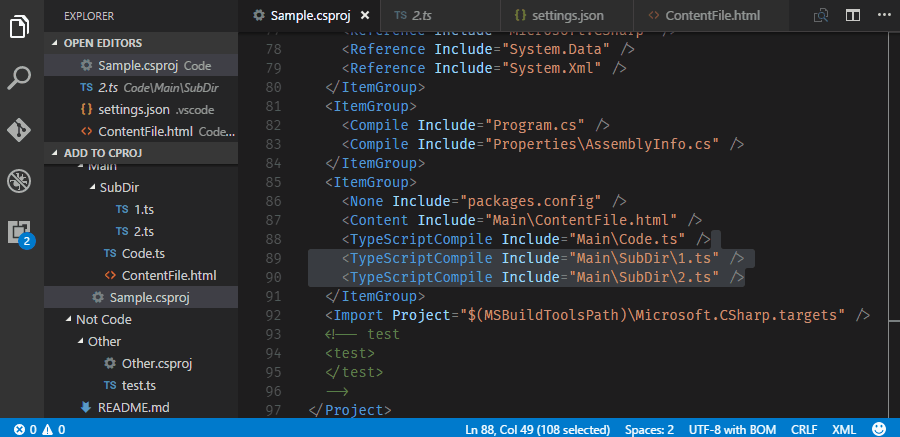 EXPLORER
OPEN EDITORS
Sample.csproj Code
TS 2.ts Code\Main\SubDir
{} settings.json .vscode
<> ContentFile.html Code...
ADD TO CPROJ
Main
SubDir
TS 1.ts
TS 2.ts
TS Code.ts
<> ContentFile.html
Sample.csproj
Not Code
Other
Other.csproj
TS test.ts
README.md
2
Sample.csproj × 2.ts settings.json ContentFile.html ...
77 <Reference Include="Microsoft.CSharp" />
78 <Reference Include="System.Data" />
79 <Reference Include="System.Xml" />
80 </ItemGroup>
81 <ItemGroup>
82 <Compile Include="Program.cs" />
83 <Compile Include="Properties\AssemblyInfo.cs" />
84 </ItemGroup>
85 <ItemGroup>
86 <None Include="packages.config" />
87 <Content Include="Main\ContentFile.html" />
88 <TypeScriptCompile Include="Main\Code.ts" />
89 <TypeScriptCompile Include="Main\SubDir\1.ts" />
90 <TypeScriptCompile Include="Main\SubDir\2.ts" />
91 </ItemGroup>
92 <Import Project="$(MSBuildToolsPath)\Microsoft.CSharp.targets" />
93 <!-- test
94 <test>
95 </test>
96 -->
97 </Project>
0 0 Ln 88, Col 49 (108 selected) Spaces: 2 UTF-8 with BOM CRLF XML